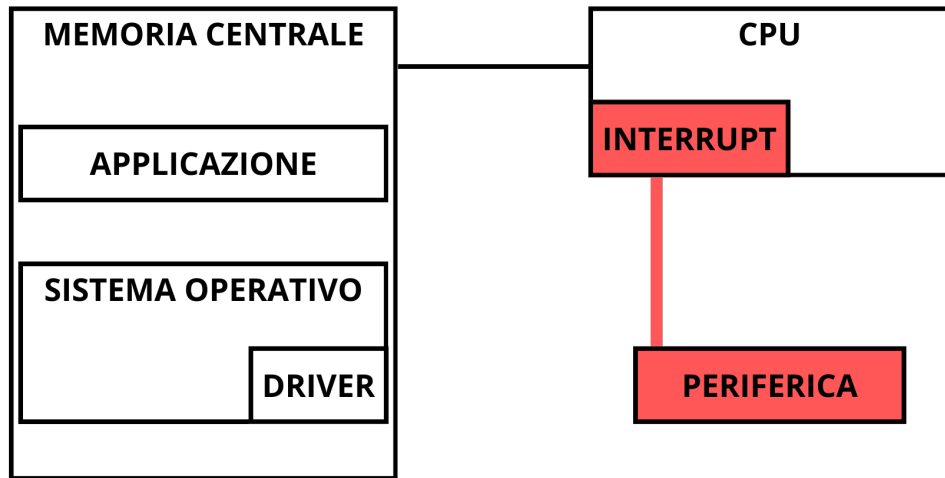 MEMORIA CENTRALE
APPLICAZIONE
SISTEMA OPERATIVO
DRIVER
CPU
INTERRUPT
PERIFERICA